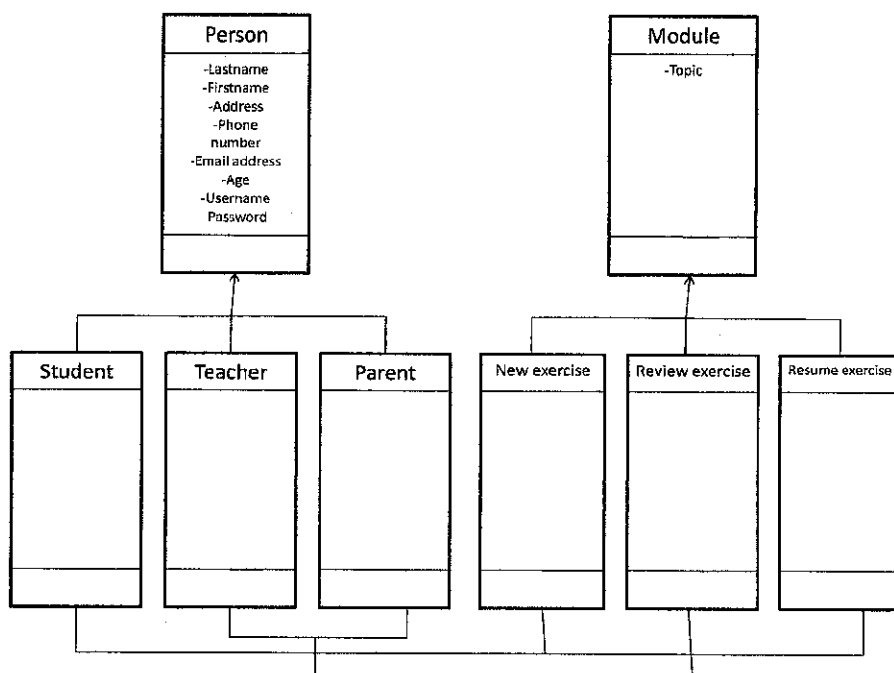 Person
-Lastname
-Firstname
-Address
-Phone
number
-Email address
-Age
-Username
Password
Module
-Topic
Student
Teacher
Parent
New exercise
Review exercise
Resume exercise